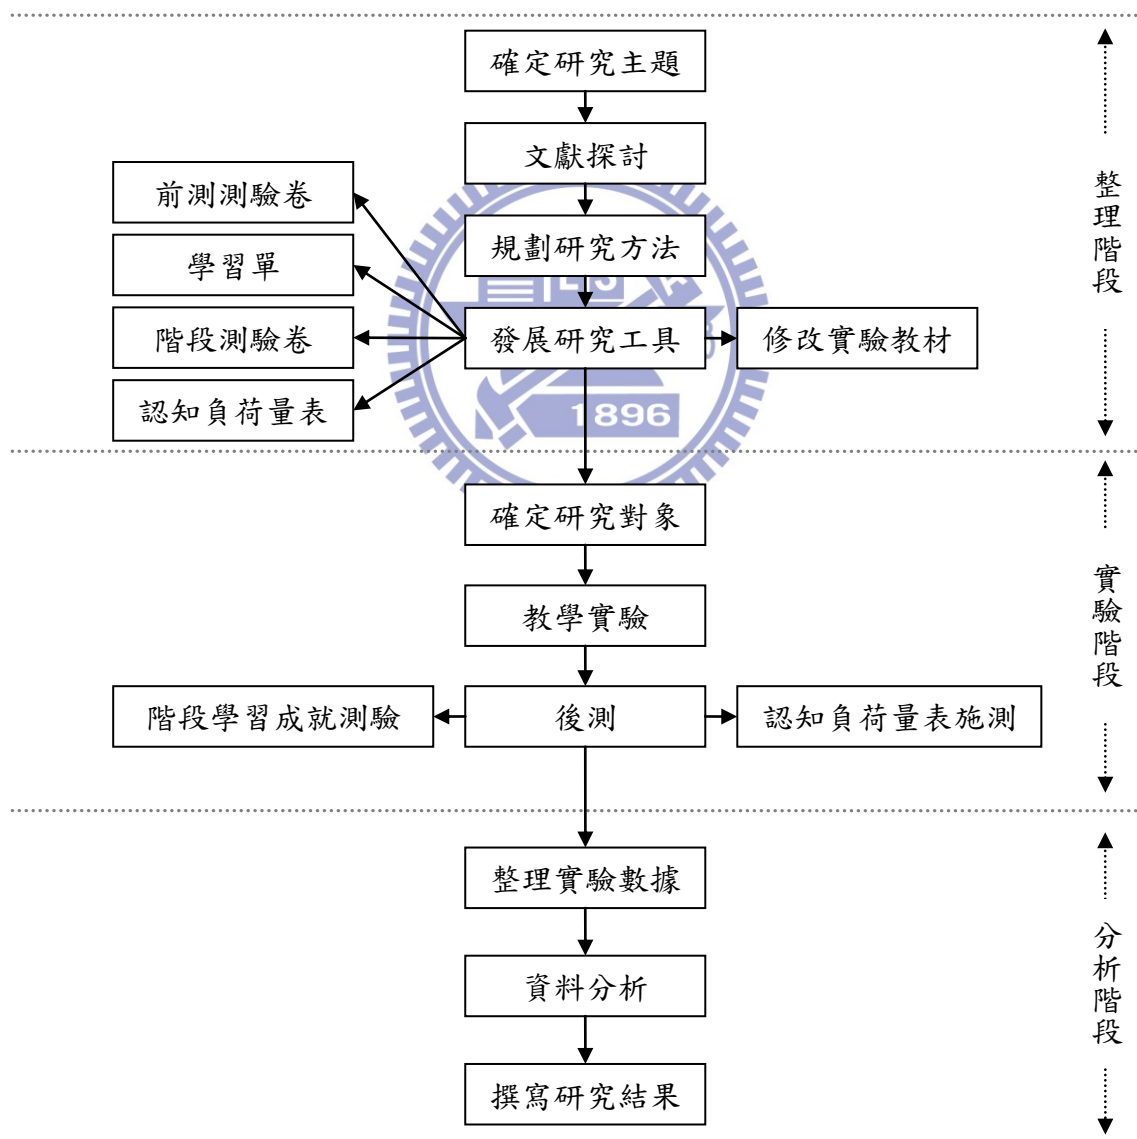 確定研究主題
文獻探討
前測測驗卷
規劃研究方法
學習單
階段測驗卷
發展研究工具
修改實驗教材
認知負荷量表
1896
整理階段
確定研究對象
教學實驗
階段學習成就測驗
後測
認知負荷量表施測
實驗階段
整理實驗數據
資料分析
撰寫研究結果
分析階段